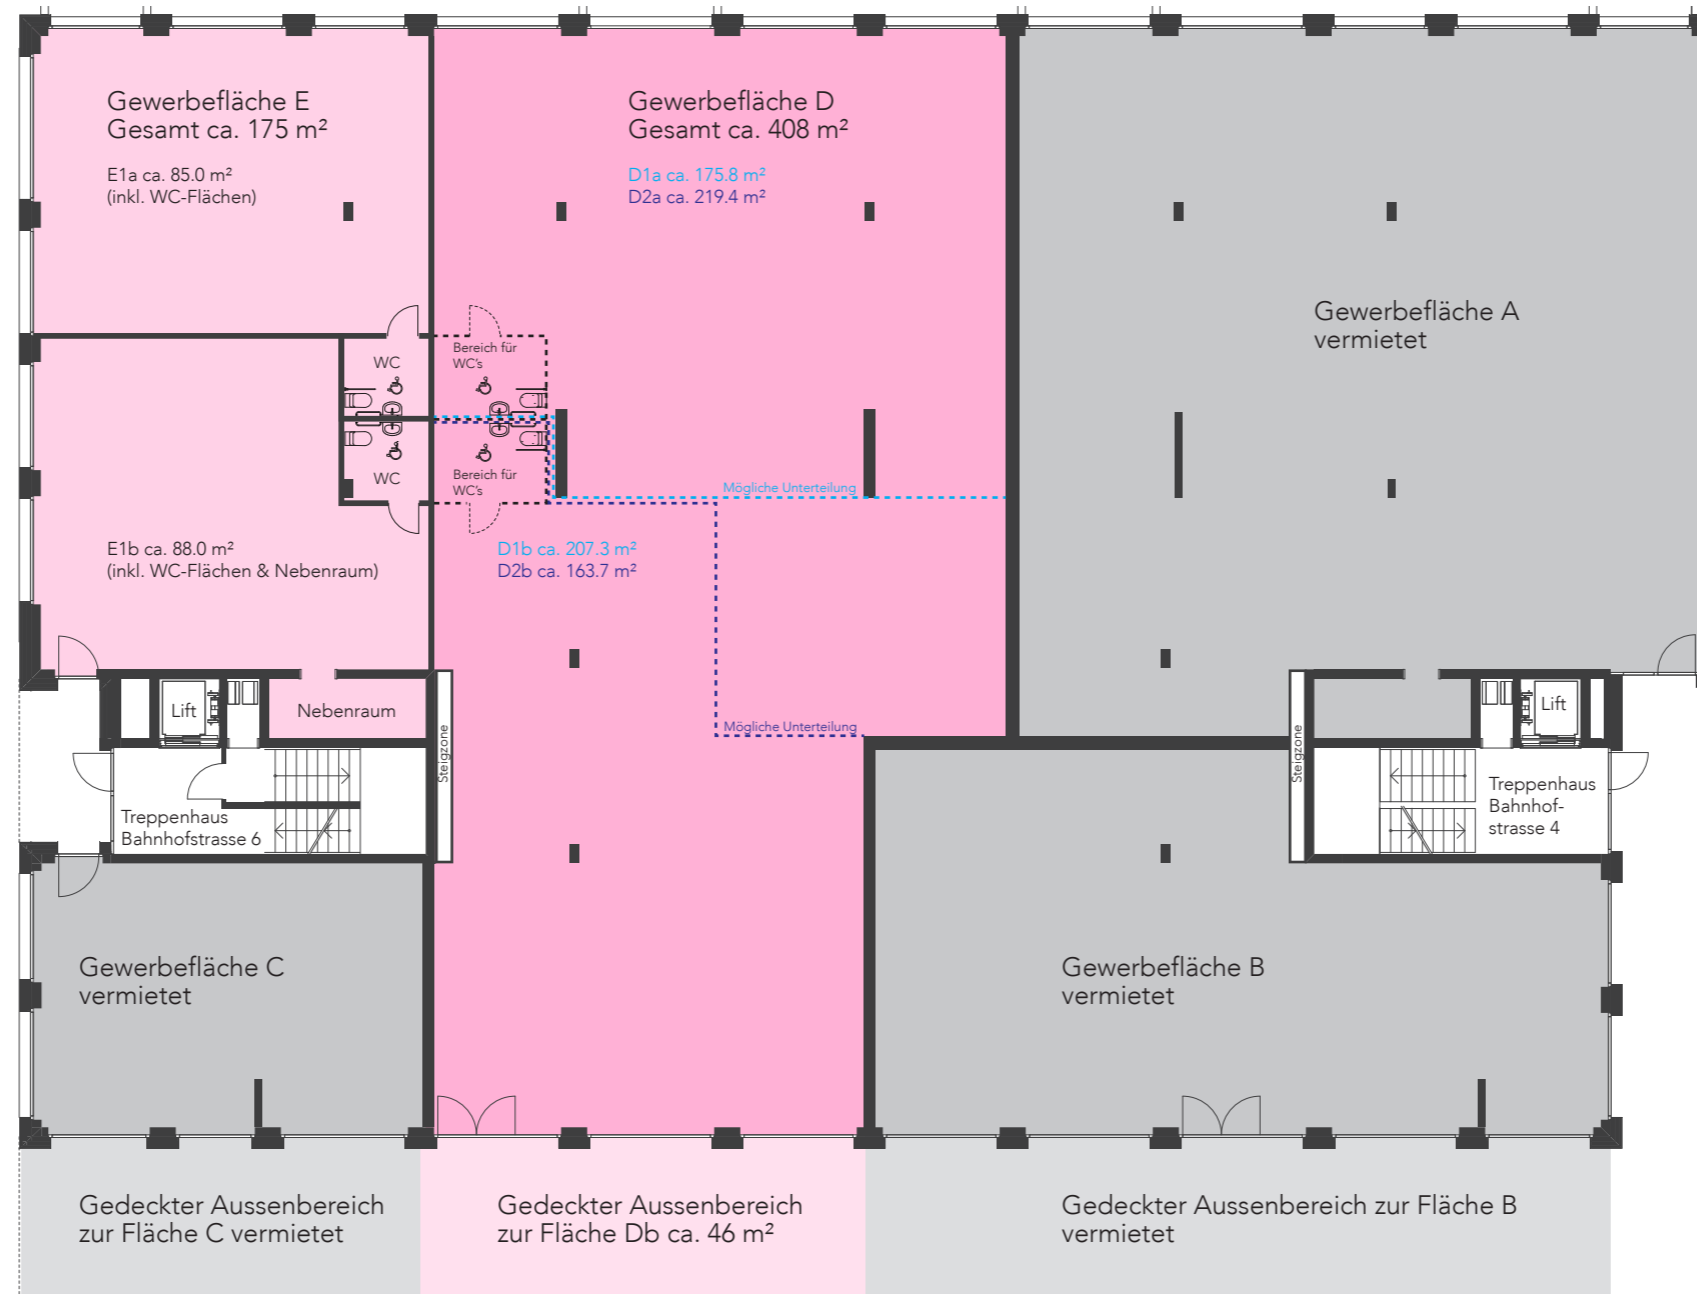 Gewerbefläche E
Gesamt ca. 175 m²
E1a ca. 85.0 m²
(inkl. WC-Flächen)
Gewerbefläche D
Gesamt ca. 408 m²
D1a ca. 175.8 m²
D2a ca. 219.4 m²
Gewerbefläche A
vermietet
WC
Bereich für
WC's
WC
Bereich für
WC's
Mögliche Unterteilung
E1b ca. 88.0 m²
(inkl. WC-Flächen & Nebenraum)
D1b ca. 207.3 m²
D2b ca. 163.7 m²
Lift
Nebenraum
Steigzone
Mögliche Unterteilung
Steigzone
Lift
Treppenhaus
Bahnhofstrasse 6
Treppenhaus
Bahnhof-
strasse 4
Gewerbefläche C
vermietet
Gewerbefläche B
vermietet
Gedeckter Aussenbereich
zur Fläche C vermietet
Gedeckter Aussenbereich
zur Fläche Db ca. 46 m²
Gedeckter Aussenbereich zur Fläche B
vermietet